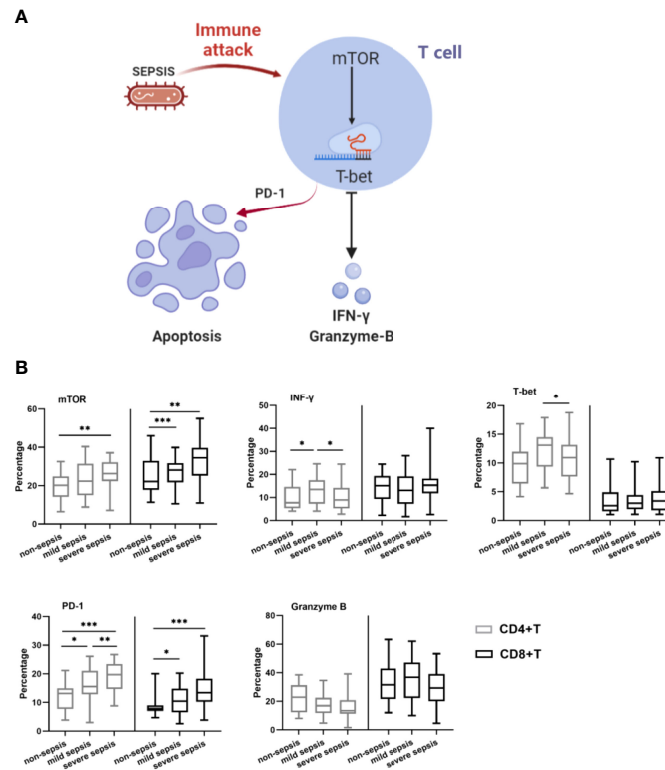 A
Immune
attack
SEPSIS
mTOR
T cell
T-bet
PD-1
IFN-γ
Granzyme-B
Apoptosis
B
mTOR
Percentage
60
40
20
0
**
***
**
non-sepsis
mild sepsis
severe sepsis
non-sepsis
mild sepsis
severe sepsis
INF-γ
Percentage
50
40
30
20
10
0
*
*
non-sepsis
mild sepsis
severe sepsis
non-sepsis
mild sepsis
severe sepsis
T-bet
Percentage
20
15
10
5
0
*
non-sepsis
mild sepsis
severe sepsis
non-sepsis
mild sepsis
severe sepsis
PD-1
Percentage
40
30
20
10
0
***
*
**
***
*
non-sepsis
mild sepsis
severe sepsis
non-sepsis
mild sepsis
severe sepsis
Granzyme B
Percentage
80
60
40
20
0
non-sepsis
mild sepsis
severe sepsis
non-sepsis
mild sepsis
severe sepsis
CD4+T
CD8+T